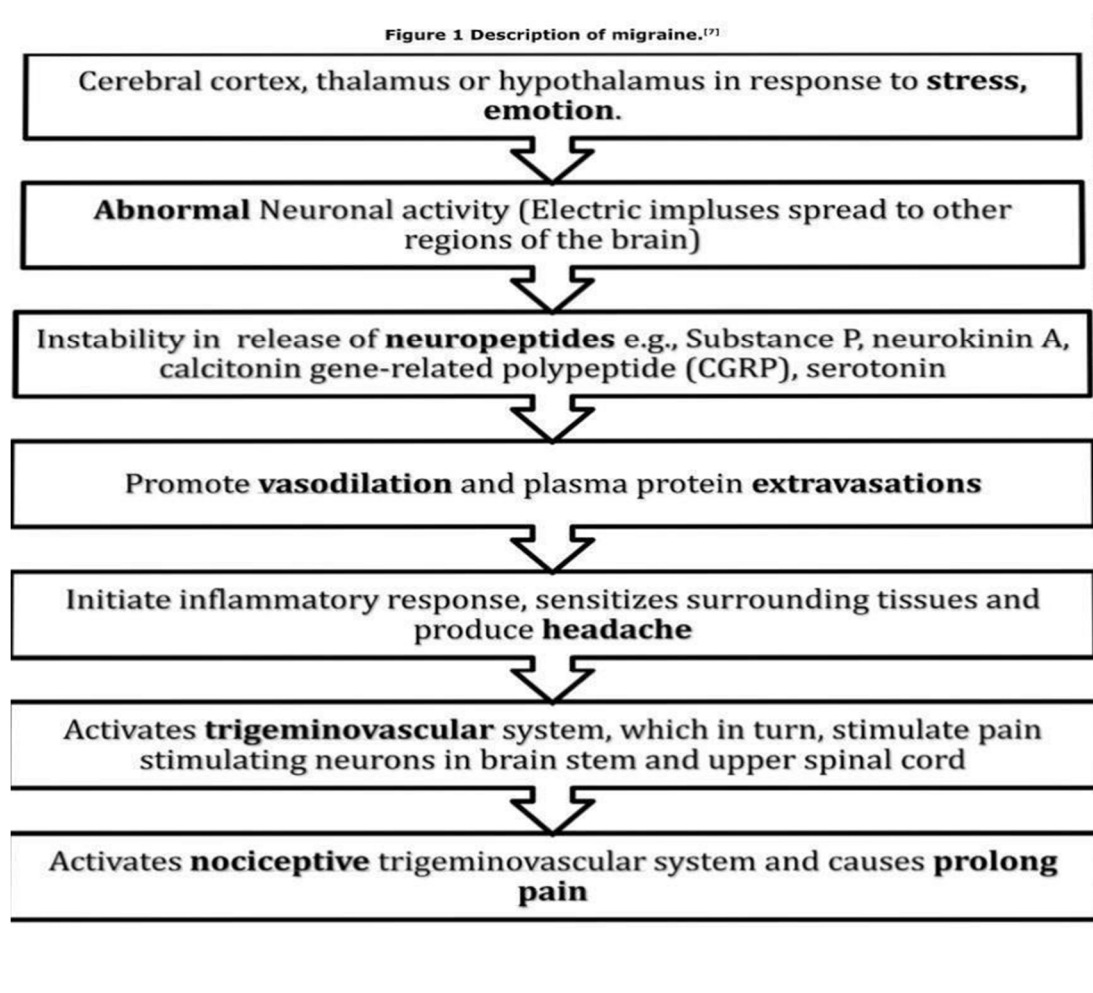 Figure 1 Description of migraine.[7]
Cerebral cortex, thalamus or hypothalamus in response to stress,
emotion.
Abnormal Neuronal activity (Electric impluses spread to other
regions of the brain)
Instability in release of neuropeptides e.g., Substance P, neurokinin A,
calcitonin gene-related polypeptide (CGRP), serotonin
Promote vasodilation and plasma protein extravasations
Initiate inflammatory response, sensitizes surrounding tissues and
produce headache
Activates trigeminovascular system, which in turn, stimulate pain
stimulating neurons in brain stem and upper spinal cord
Activates nociceptive trigeminovascular system and causes prolong
pain